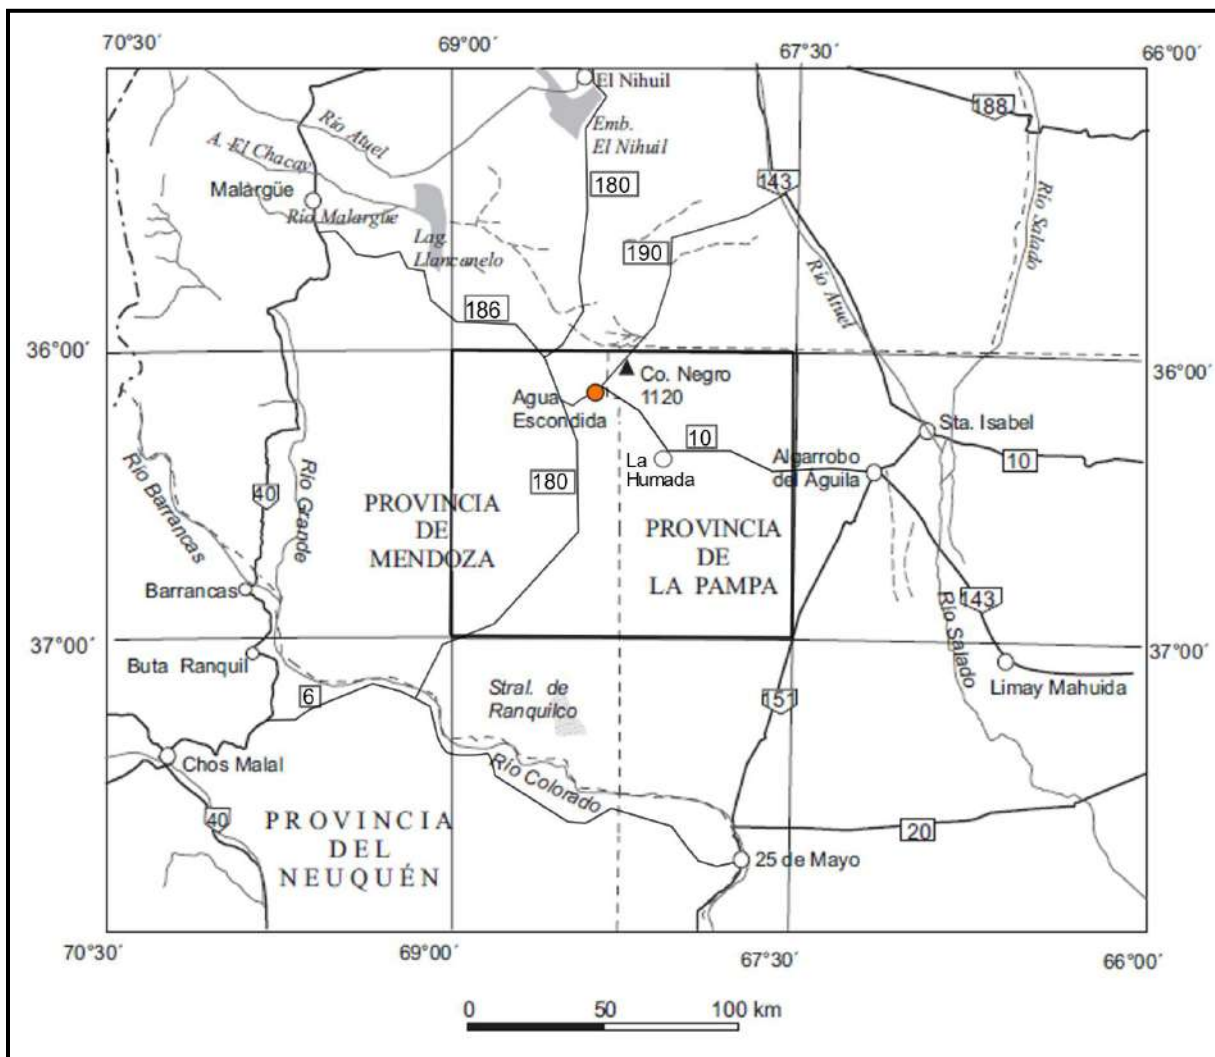 70°30´
69°00´
67°30´
66°00´
El Nihuil
188
Río Atuel
Emb.
El Nihuil
A. El Chacay
143
180
Malargüe
Río Salado
Río Malargüe
Lag.
Llancanelo
190
Río Atuel
186
36°00´
36°00´
Co. Negro
1120
Agua
Escondida
Sta. Isabel
10
La
Humada
Algarrobo
del Águila
10
Río Barrancas
40
Río Grande
180
PROVINCIA
DE
MENDOZA
PROVINCIA
DE
LA PAMPA
Barrancas
143
Río Salado
37°00´
37°00´
Buta Ranquil
6
Stral. de
Ranquilco
151
Limay Mahuida
Chos Malal
Río Colorado
40
PROVINCIA
DEL
NEUQUÉN
20
25 de Mayo
70°30´
69°00´
67°30´
66°00´
0
50
100 km